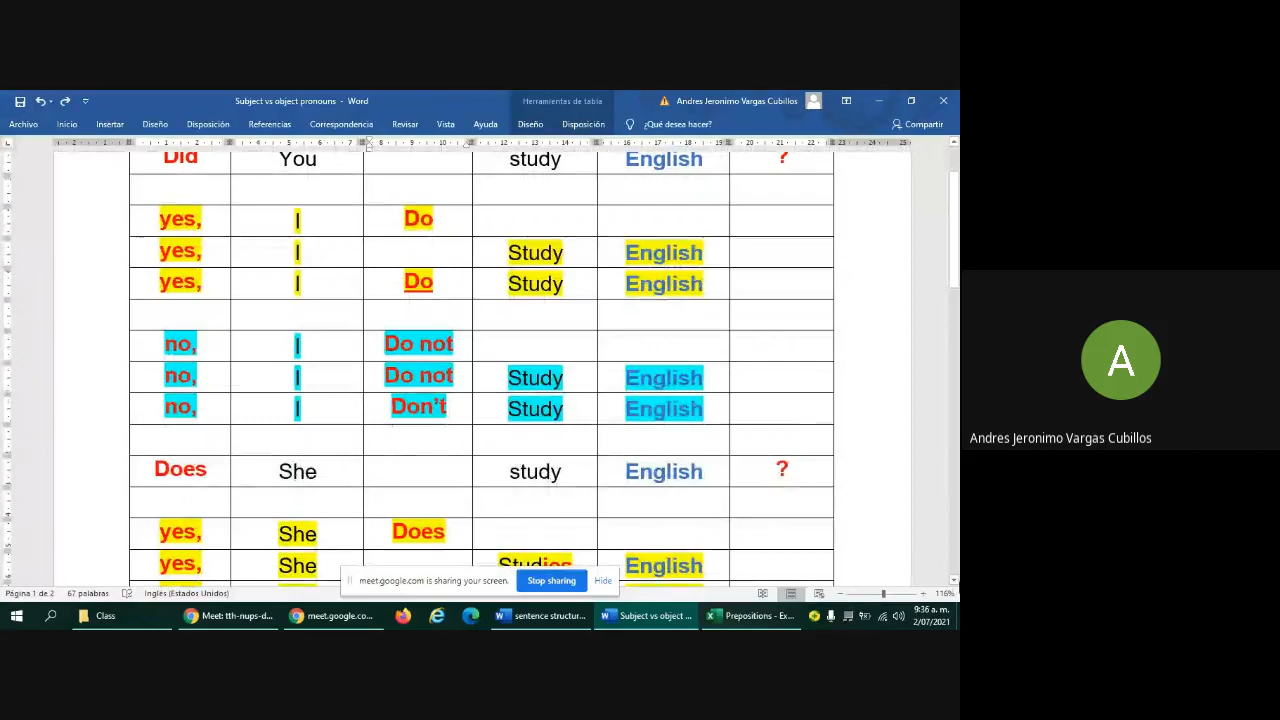 Subject vs object pronouns - Word
Herramientas de tabla
Andres Jeronimo Vargas Cubillos
Archivo Inicio Insertar Diseño Disposición Referencias Correspondencia Revisar Vista Ayuda Diseño Disposición ¿Qué desea hacer? Compartir
Did You study English ?
yes, I Do
yes, I Study English
yes, I Do Study English
no, I Do not
no, I Do not Study English
no, I Don't Study English
Does She study English ?
yes, She Does
yes, She Studies English
meet.google.com is sharing your screen. Stop sharing Hide
Página 1 de 2 67 palabras Inglés (Estados Unidos) 116%
Class Meet: tth-nups-d... meet.google.co... sentence structur... Subject vs object ... Prepositions - Ex...
9:36 a. m.
2/07/2021
A
Andres Jeronimo Vargas Cubillos